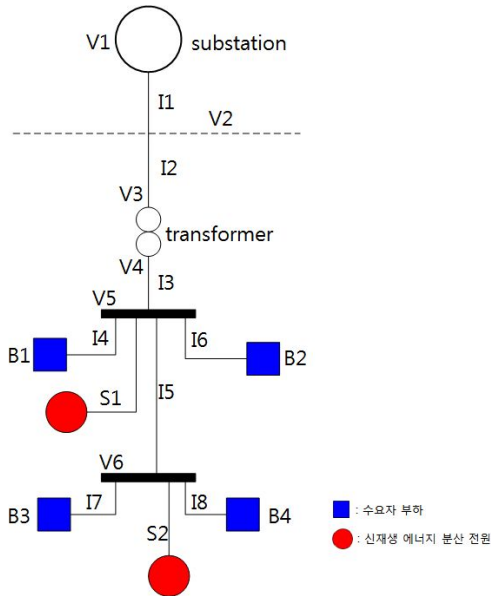 V1
substation
I1
V2
I2
V3
transformer
V4
I3
V5
I4
I6
B1
B2
S1
I5
V6
I7
I8
B3
B4
S2
: 수요자 부하
: 신재생 에너지 분산 전원